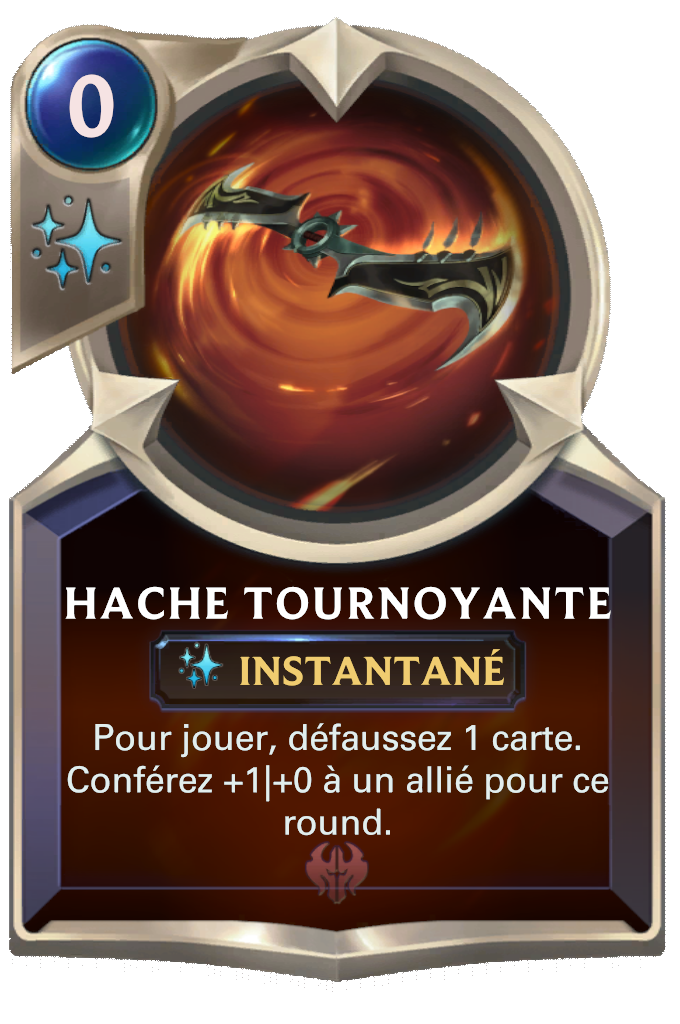 0
HACHE TOURNOYANTE
INSTANTANÉ
Pour jouer, défaussez 1 carte.
Conférez +1|+0 à un allié pour ce
round.